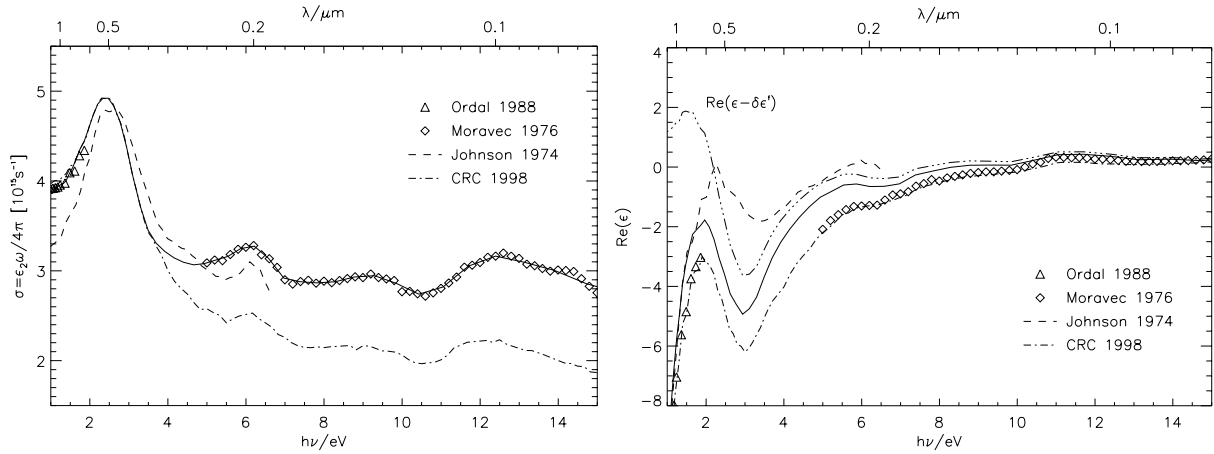 λ/μm
1 0.5 0.2 0.1
5
4
3
2
σ=ϵ₂ω/4π [10¹⁵s⁻¹]
Ordal 1988
Moravec 1976
Johnson 1974
CRC 1998
2 4 6 8 10 12 14
hν/eV
λ/μm
1 0.5 0.2 0.1
4
2
0
-2
-4
-6
-8
Re(ϵ)
Re(ϵ-δϵ')
Ordal 1988
Moravec 1976
Johnson 1974
CRC 1998
2 4 6 8 10 12 14
hν/eV